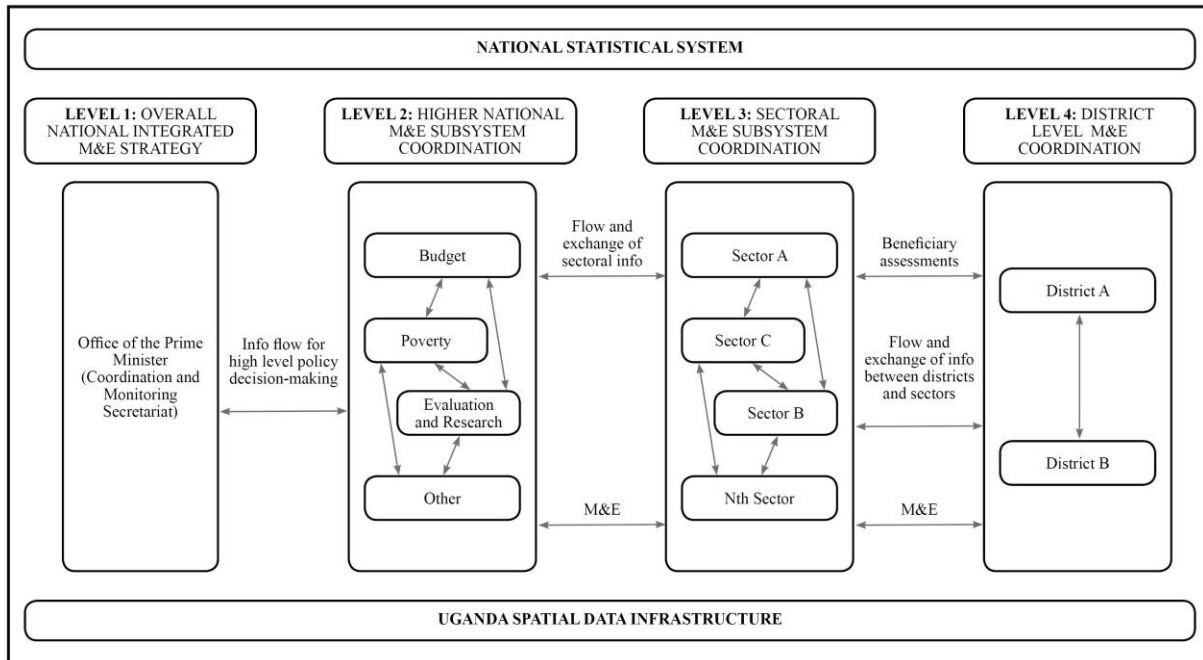 NATIONAL STATISTICAL SYSTEM
LEVEL 1: OVERALL
NATIONAL INTEGRATED
M&E STRATEGY
LEVEL 2: HIGHER NATIONAL
M&E SUBSYSTEM
COORDINATION
LEVEL 3: SECTORAL
M&E SUBSYSTEM
COORDINATION
LEVEL 4: DISTRICT
LEVEL M&E
COORDINATION
Office of the Prime
Minister
(Coordination and
Monitoring
Secretariat)
Info flow for
high level policy
decision-making
Budget
Poverty
Evaluation
and Research
Other
Flow and
exchange of
sectoral info
M&E
Sector A
Sector C
Sector B
Nth Sector
Beneficiary
assessments
Flow and
exchange of info
between districts
and sectors
M&E
District A
District B
UGANDA SPATIAL DATA INFRASTRUCTURE